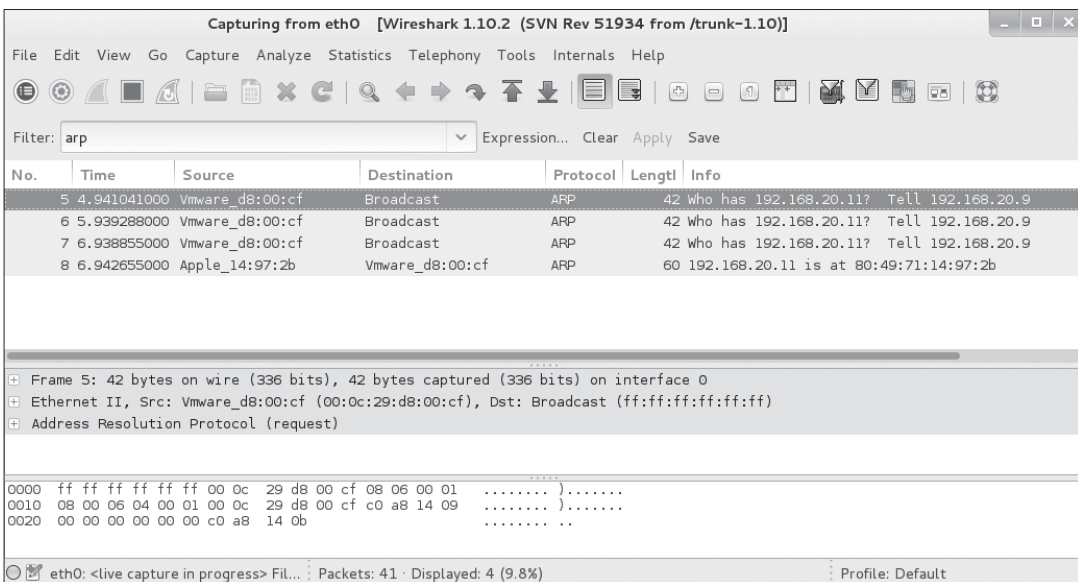 Capturing from eth0 [Wireshark 1.10.2 (SVN Rev 51934 from /trunk-1.10)]
File Edit View Go Capture Analyze Statistics Telephony Tools Internals Help
Filter: arp Expression... Clear Apply Save
No. Time Source Destination Protocol Lengtl Info
5 4.941041000 Vmware_d8:00:cf Broadcast ARP 42 Who has 192.168.20.11? Tell 192.168.20.9
6 5.939288000 Vmware_d8:00:cf Broadcast ARP 42 Who has 192.168.20.11? Tell 192.168.20.9
7 6.938855000 Vmware_d8:00:cf Broadcast ARP 42 Who has 192.168.20.11? Tell 192.168.20.9
8 6.942655000 Apple_14:97:2b Vmware_d8:00:cf ARP 60 192.168.20.11 is at 80:49:71:14:97:2b
Frame 5: 42 bytes on wire (336 bits), 42 bytes captured (336 bits) on interface 0
Ethernet II, Src: Vmware_d8:00:cf (00:0c:29:d8:00:cf), Dst: Broadcast (ff:ff:ff:ff:ff:ff)
Address Resolution Protocol (request)
0000 ff ff ff ff ff ff 00 0c 29 d8 00 cf 08 06 00 01 ........ ).......
0010 08 00 06 04 00 01 00 0c 29 d8 00 cf c0 a8 14 09 ........ ).......
0020 00 00 00 00 00 00 c0 a8 14 0b ........ ..
eth0: <live capture in progress> Fil... Packets: 41 · Displayed: 4 (9.8%) Profile: Default